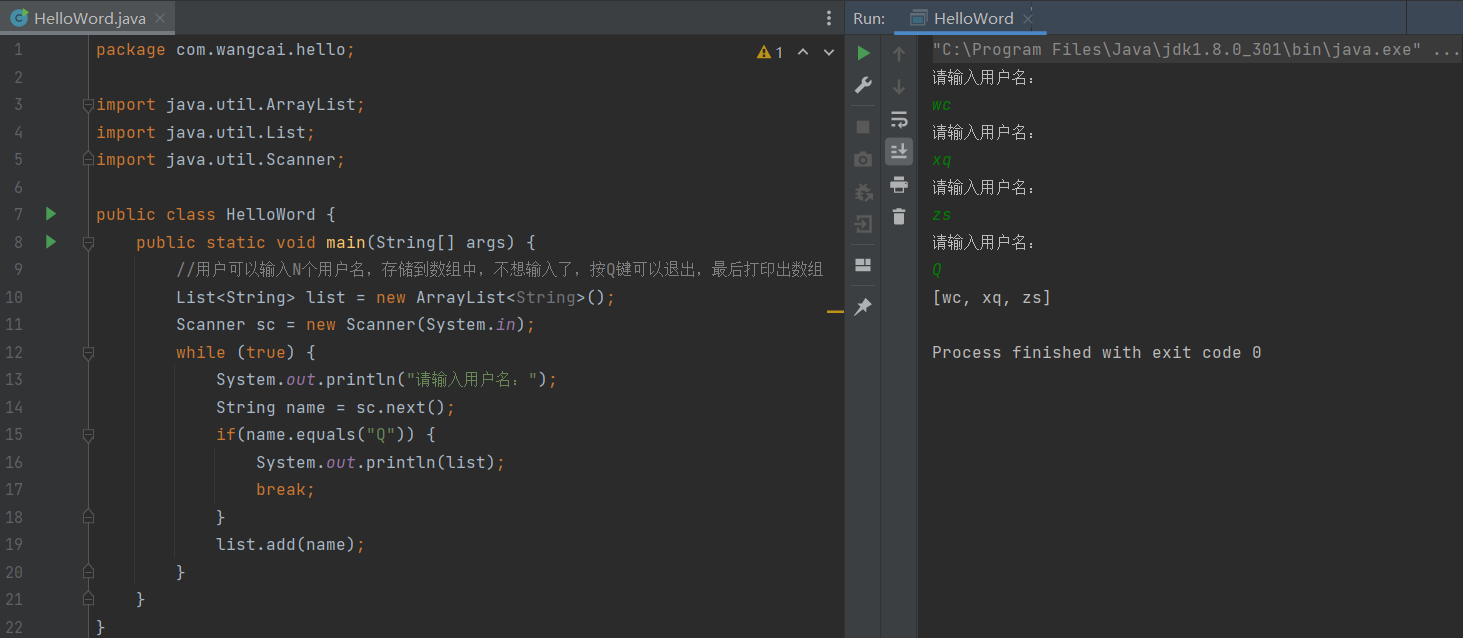 HelloWord.java
1 package com.wangcai.hello;
2
3 import java.util.ArrayList;
4 import java.util.List;
5 import java.util.Scanner;
6
7 public class HelloWord {
8 public static void main(String[] args) {
9 //用户可以输入N个用户名，存储到数组中，不想输入了，按Q键可以退出，最后打印出数组
10 List<String> list = new ArrayList<String>();
11 Scanner sc = new Scanner(System.in);
12 while (true) {
13 System.out.println("请输入用户名：");
14 String name = sc.next();
15 if(name.equals("Q")) {
16 System.out.println(list);
17 break;
18 }
19 list.add(name);
20 }
21 }
22 }
1
Run: HelloWord
"C:\Program Files\Java\jdk1.8.0_301\bin\java.exe" ...
请输入用户名：
wc
请输入用户名：
xq
请输入用户名：
zs
请输入用户名：
Q
[wc, xq, zs]
Process finished with exit code 0